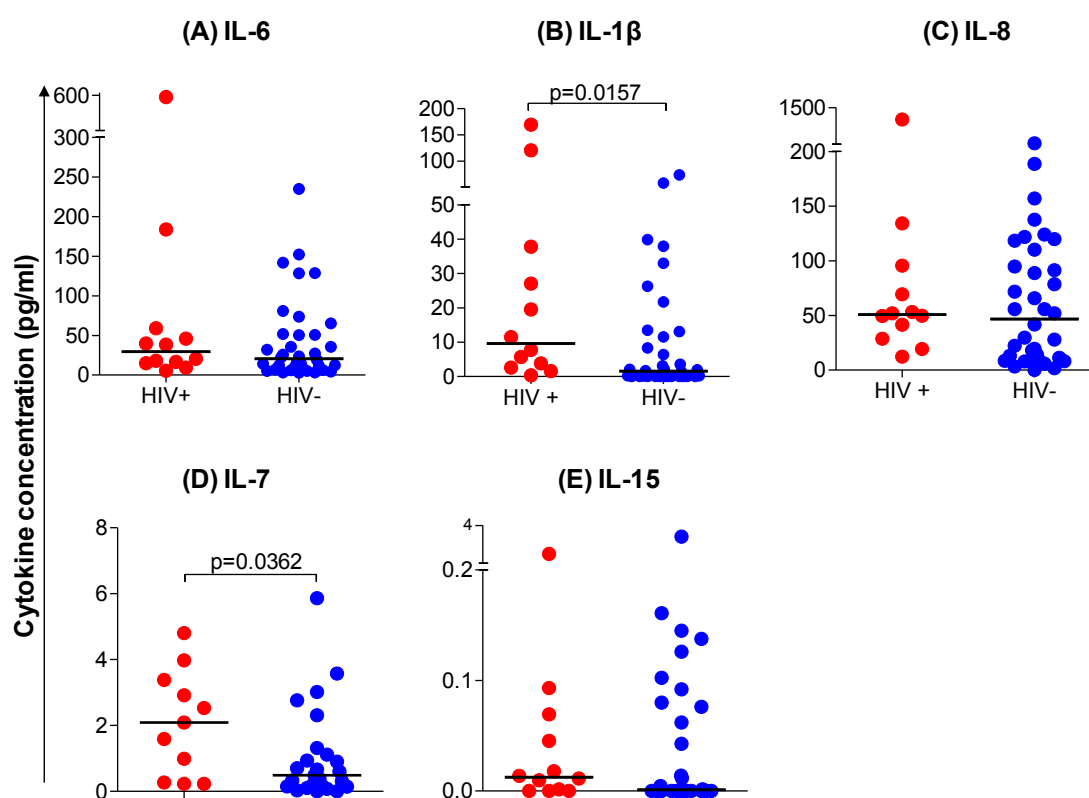 (A) IL-6
(B) IL-1β
(C) IL-8
Cytokine concentration (pg/ml)
600
300
250
200
150
100
50
0
HIV+
HIV-
p=0.0157
200
150
100
50
40
30
20
10
0
HIV +
HIV-
1500
200
150
100
50
0
HIV +
HIV-
(D) IL-7
(E) IL-15
p=0.0362
8
6
4
2
0
4
0.2
0.1
0.0